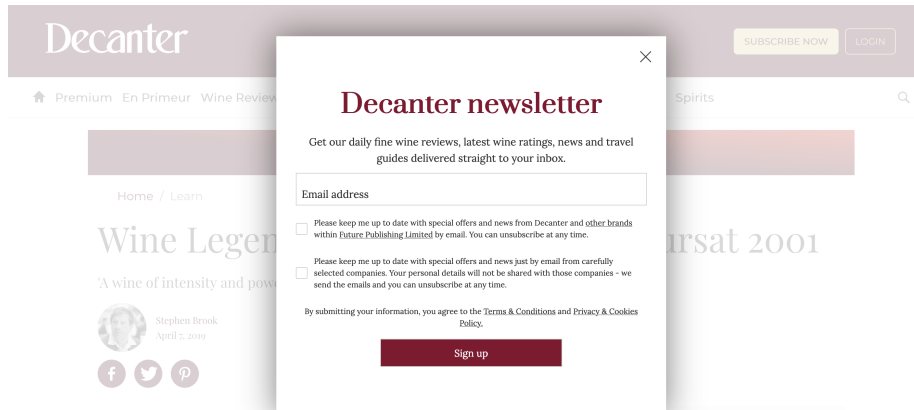 Decanter
SUBSCRIBE NOW
LOGIN
Premium En Primeur Wine Review
Spirits
Home / Learn
Wine Legen
ursat 2001
'A wine of intensity and pow
Stephen Brook
April 7, 2019
Decanter newsletter
Get our daily fine wine reviews, latest wine ratings, news and travel
guides delivered straight to your inbox.
Email address
Please keep me up to date with special offers and news from Decanter and other brands
within Future Publishing Limited by email. You can unsubscribe at any time.
Please keep me up to date with special offers and news just by email from carefully
selected companies. Your personal details will not be shared with those companies - we
send the emails and you can unsubscribe at any time.
By submitting your information, you agree to the Terms & Conditions and Privacy & Cookies
Policy.
Sign up